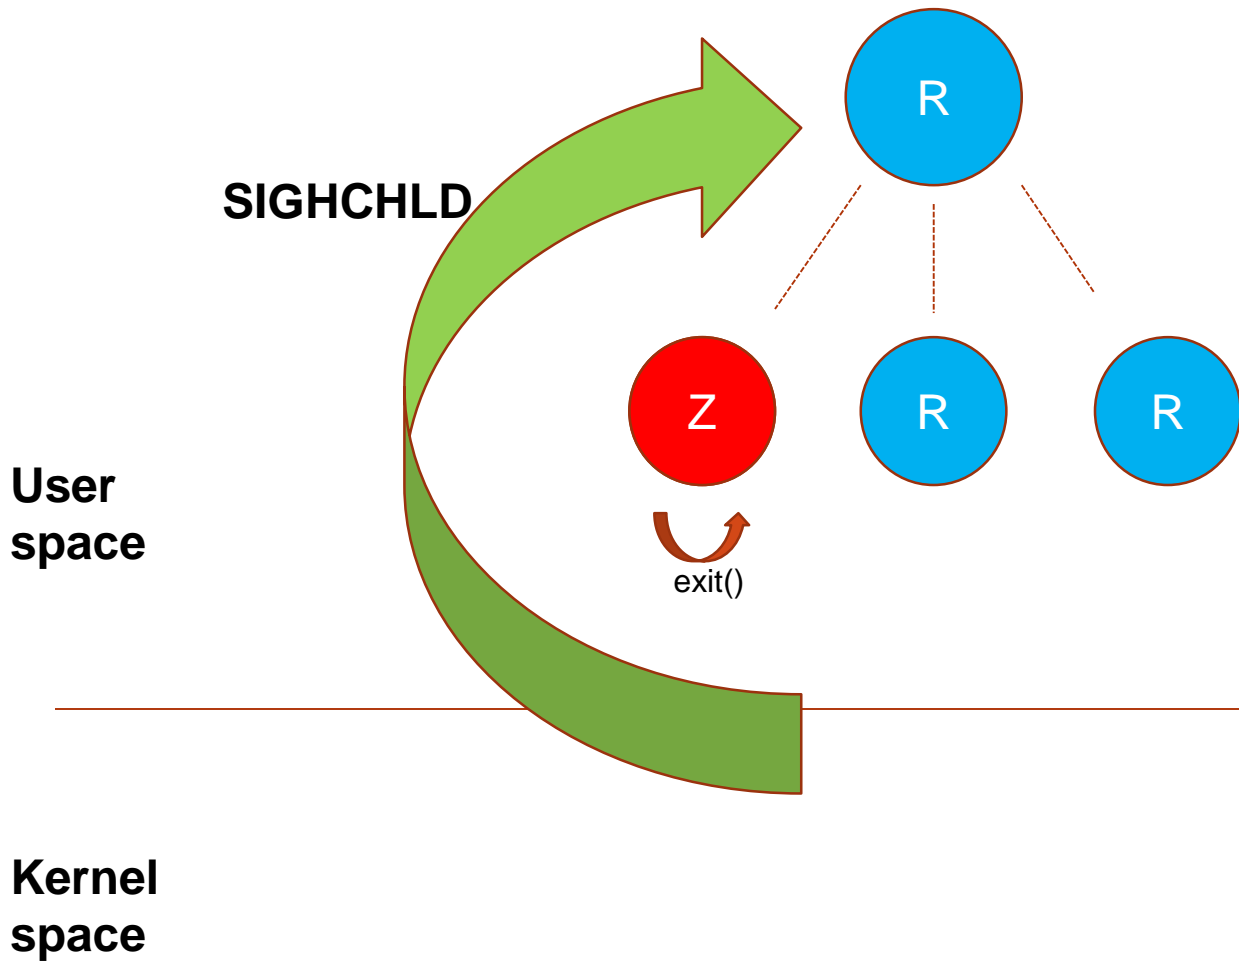 R
SIGHCHLD
Z
R
R
User
space
exit()
Kernel
space